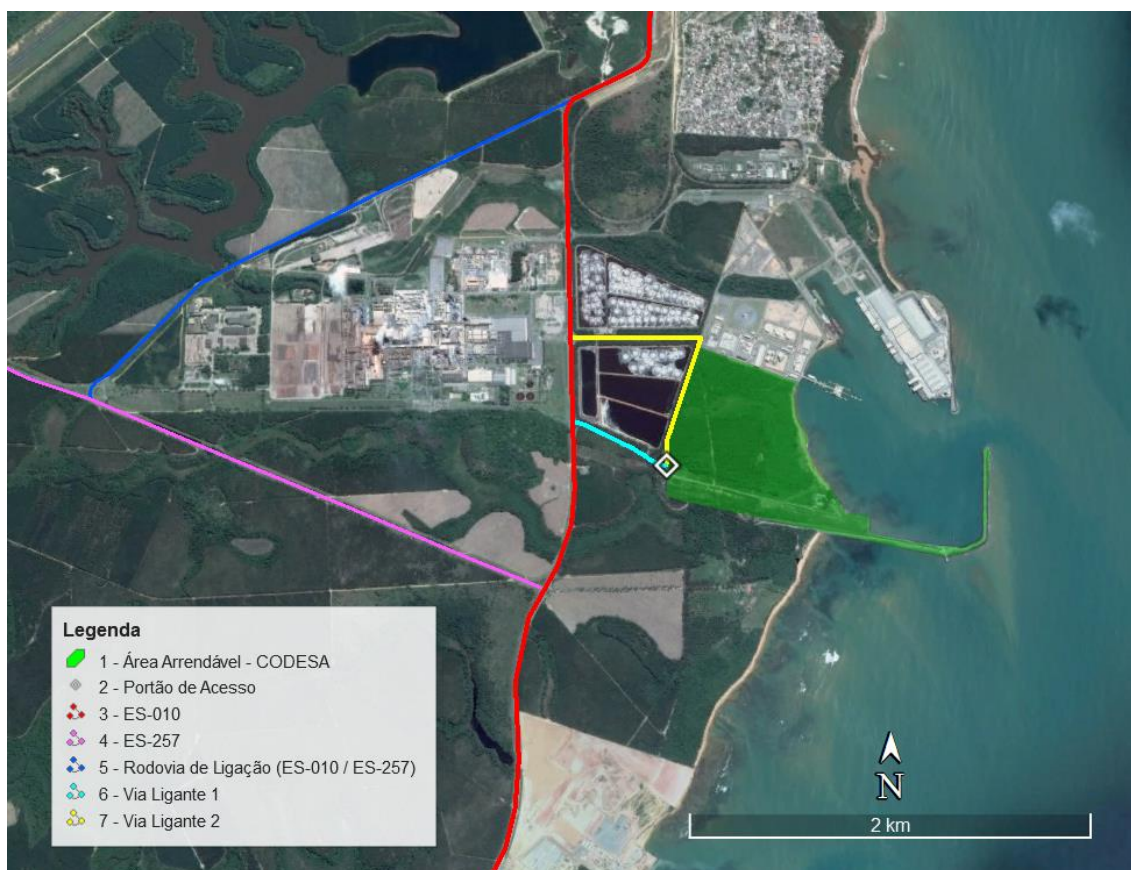 Legenda
1 - Área Arrendável - CODESA
2 - Portão de Acesso
3 - ES-010
4 - ES-257
5 - Rodovia de Ligação (ES-010 / ES-257)
6 - Via Ligante 1
7 - Via Ligante 2
N
2 km